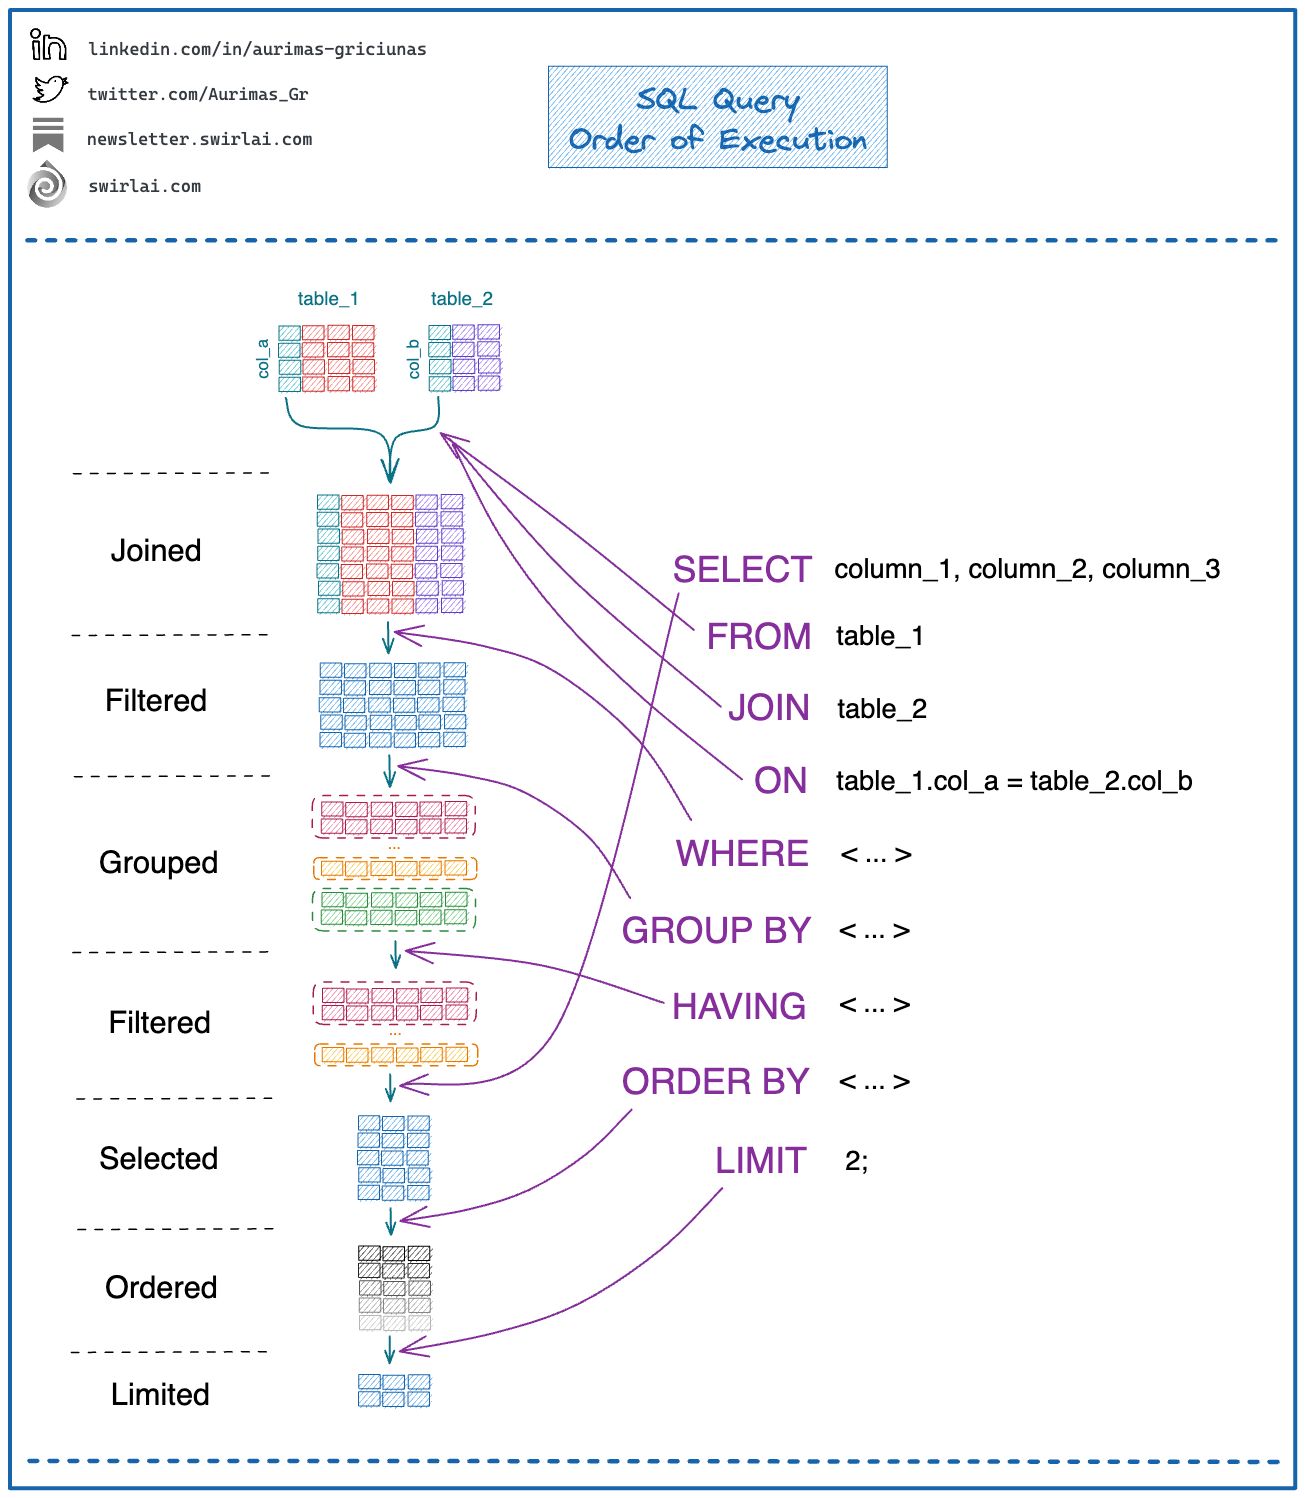 linkedin.com/in/aurimas-griciunas
twitter.com/Aurimas_Gr
newsletter.swirlai.com
swirlai.com
SQL Query
Order of Execution
table_1
table_2
col_a
col_b
Joined
Filtered
Grouped
...
Filtered
...
Selected
Ordered
Limited
SELECT column_1, column_2, column_3
FROM table_1
JOIN table_2
ON table_1.col_a = table_2.col_b
WHERE < ... >
GROUP BY < ... >
HAVING < ... >
ORDER BY < ... >
LIMIT 2;